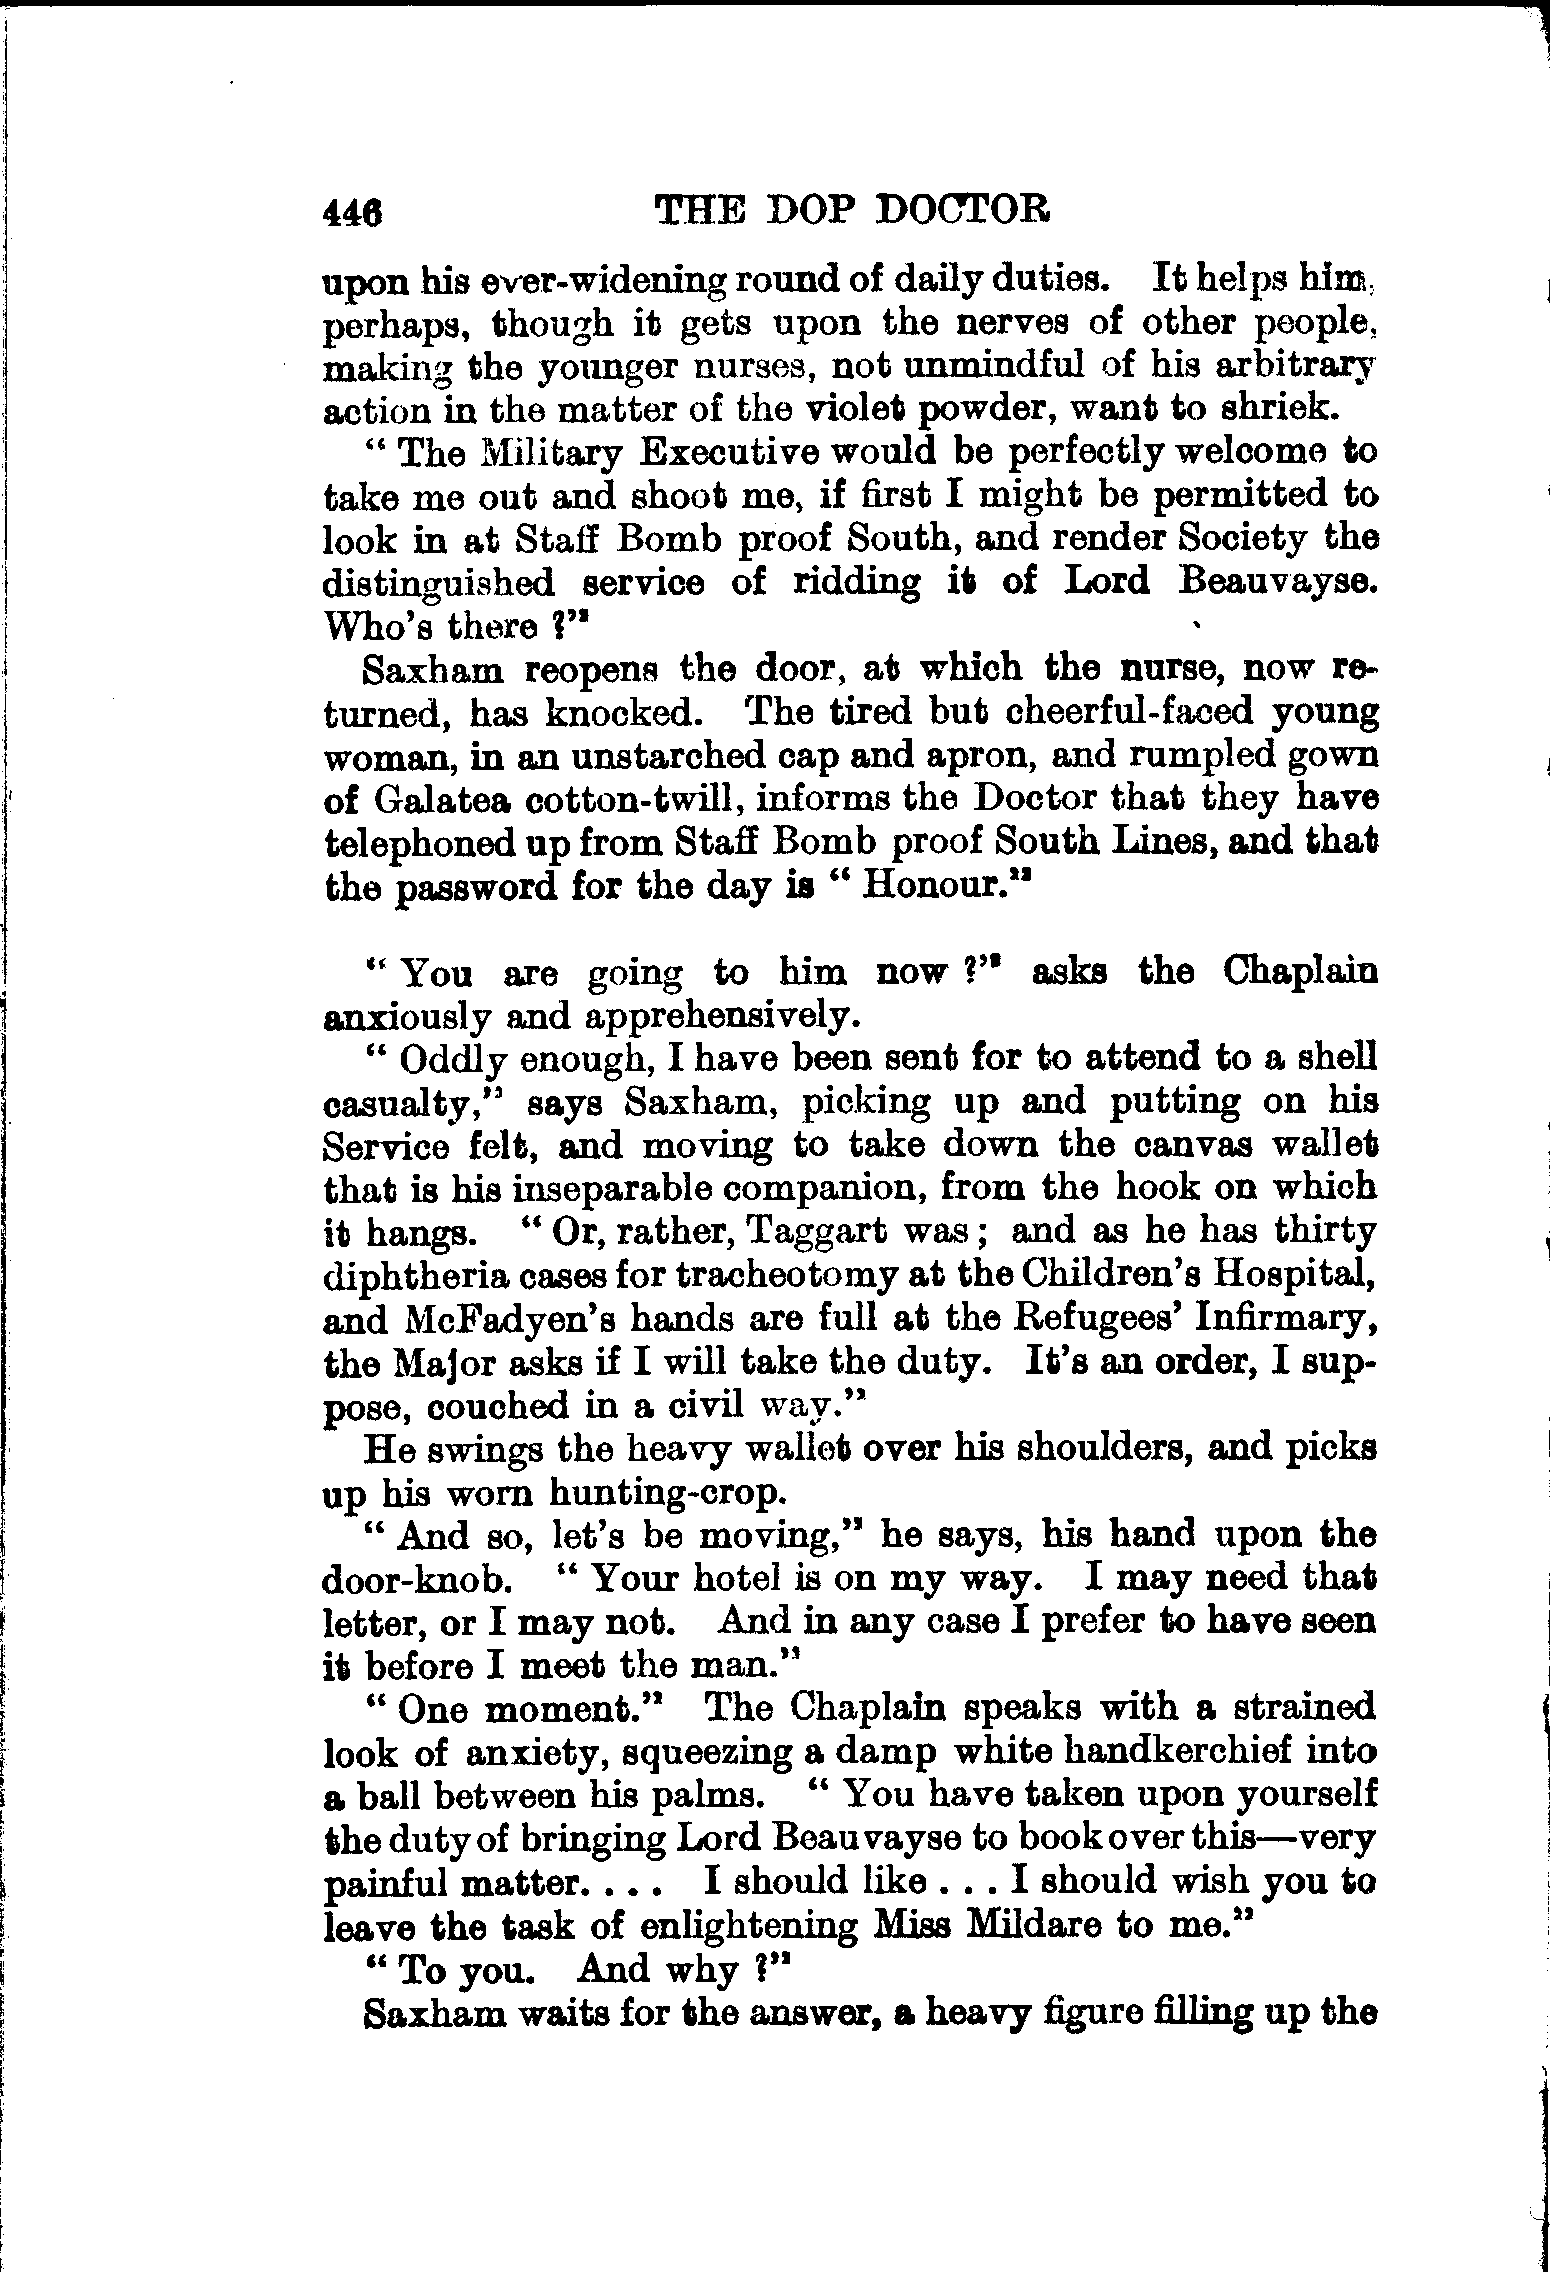 446 THE DOP DOCTOR
upon his ever-widening round of daily duties. It helps him,
perhaps, though it gets upon the nerves of other people,
making the younger nurses, not unmindful of his arbitrary
action in the matter of the violet powder, want to shriek.
“ The Military Executive would be perfectly welcome to
take me out and shoot me, if first I might be permitted to
look in at Staff Bomb proof South, and render Society the
distinguished service of ridding it of Lord Beauvayse.
Who's there ?”
Saxham reopens the door, at which the nurse, now re-
turned, has knocked. The tired but cheerful-faced young
woman, in an unstarched cap and apron, and rumpled gown
of Galatea cotton-twill, informs the Doctor that they have
telephoned up from Staff Bomb proof South Lines, and that
the password for the day is “ Honour.”
“ You are going to him now ?” asks the Chaplain
anxiously and apprehensively.
“ Oddly enough, I have been sent for to attend to a shell
casualty,” says Saxham, picking up and putting on his
Service felt, and moving to take down the canvas wallet
that is his inseparable companion, from the hook on which
it hangs. “ Or, rather, Taggart was ; and as he has thirty
diphtheria cases for tracheotomy at the Children's Hospital,
and McFadyen's hands are full at the Refugees' Infirmary,
the Major asks if I will take the duty. It's an order, I sup-
pose, couched in a civil way.”
He swings the heavy wallet over his shoulders, and picks
up his worn hunting-crop.
“ And so, let's be moving,” he says, his hand upon the
door-knob. “ Your hotel is on my way. I may need that
letter, or I may not. And in any case I prefer to have seen
it before I meet the man.”
“ One moment.” The Chaplain speaks with a strained
look of anxiety, squeezing a damp white handkerchief into
a ball between his palms. “ You have taken upon yourself
the duty of bringing Lord Beauvayse to book over this—very
painful matter. . . . I should like . . . I should wish you to
leave the task of enlightening Miss Mildare to me.”
“ To you. And why ?”
Saxham waits for the answer, a heavy figure filling up the